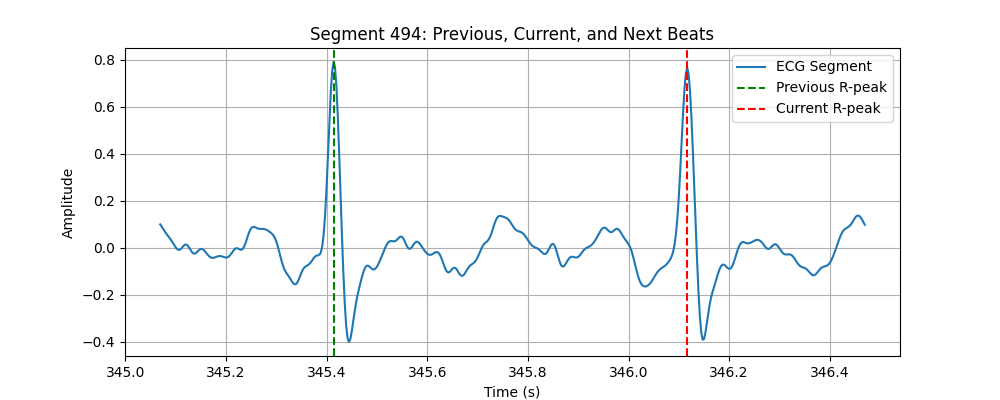 Segment 494: Previous, Current, and Next Beats
0.8
0.6
0.4
0.2
0.0
−0.2
−0.4
Amplitude
ECG Segment
Previous R-peak
Current R-peak
345.0 345.2 345.4 345.6 345.8 346.0 346.2 346.4
Time (s)